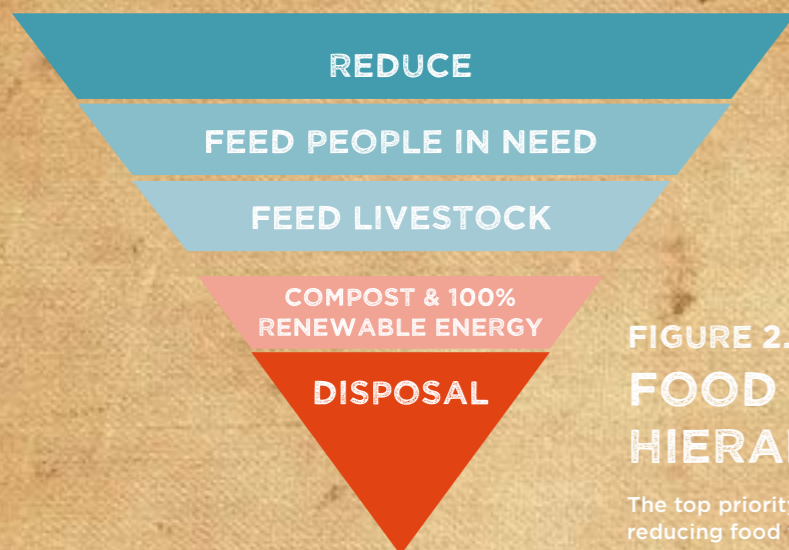 REDUCE
FEED PEOPLE IN NEED
FEED LIVESTOCK
COMPOST & 100%
RENEWABLE ENERGY
DISPOSAL
FIGURE 2.
FOOD
The top priority
reducing food